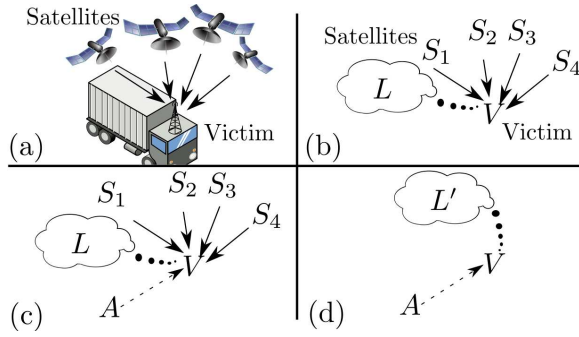 Satellites
Victim
(a)
Satellites
S1
S2
S3
S4
L
V
Victim
(b)
S1
S2
S3
S4
L
V
A
(c)
L′
V
A
(d)